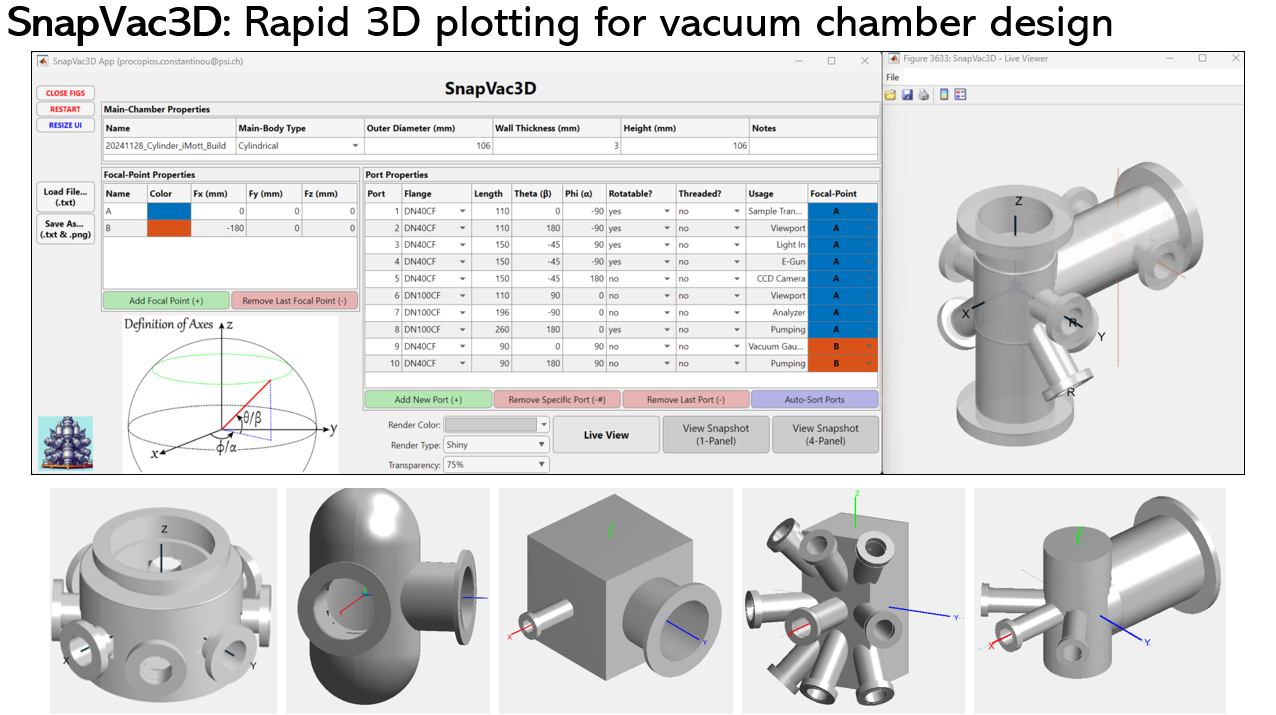 SnapVac3D: Rapid 3D plotting for vacuum chamber design
SnapVac3D App (procopios.constantinou@psi.ch)
Figure 3633: SnapVac3D - Live Viewer
File
SnapVac3D
CLOSE FIGS
RESTART
RESIZE UI
Main-Chamber Properties
Name Main-Body Type Outer Diameter (mm) Wall Thickness (mm) Height (mm) Notes
20241128_Cylinder_iMott_Build Cylindrical 106 3 106
Load File... (.txt)
Save As... (.txt & .png)
Focal-Point Properties
Name Color Fx (mm) Fy (mm) Fz (mm)
A 0 0 0
B -180 0 0
Add Focal Point (+) Remove Last Focal Point (-)
Definition of Axes
z
θ/β
y
φ/α
x
Port Properties
Port Flange Length Theta (β) Phi (α) Rotatable? Threaded? Usage Focal-Point
1 DN40CF 110 0 -90 yes no Sample Tran... A
2 DN40CF 110 180 -90 yes no Viewport A
3 DN40CF 150 -45 90 yes no Light In A
4 DN40CF 150 -45 -90 yes no E-Gun A
5 DN40CF 150 -45 180 no no CCD Camera A
6 DN100CF 110 90 0 no no Viewport A
7 DN100CF 196 -90 0 no no Analyzer A
8 DN100CF 260 180 0 yes no Pumping A
9 DN40CF 90 0 90 no no Vacuum Gau... B
10 DN40CF 90 180 90 no no Pumping B
Add New Port (+) Remove Specific Port (-#) Remove Last Port (-) Auto-Sort Ports
Render Color:
Render Type: Shiny
Transparency: 75%
Live View
View Snapshot (1-Panel)
View Snapshot (4-Panel)
Z
X
R
Y
R
Z
X
Y
X
X
Y
Z
Y
X
Y